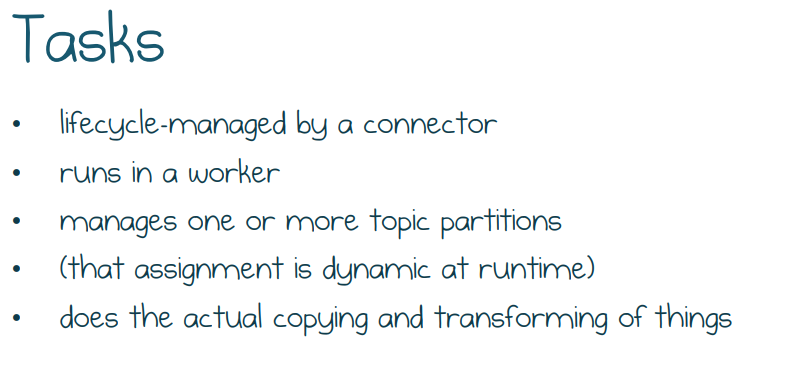 Tasks
• lifecycle-managed by a connector
• runs in a worker
• manages one or more topic partitions
• (that assignment is dynamic at runtime)
• does the actual copying and transforming of things